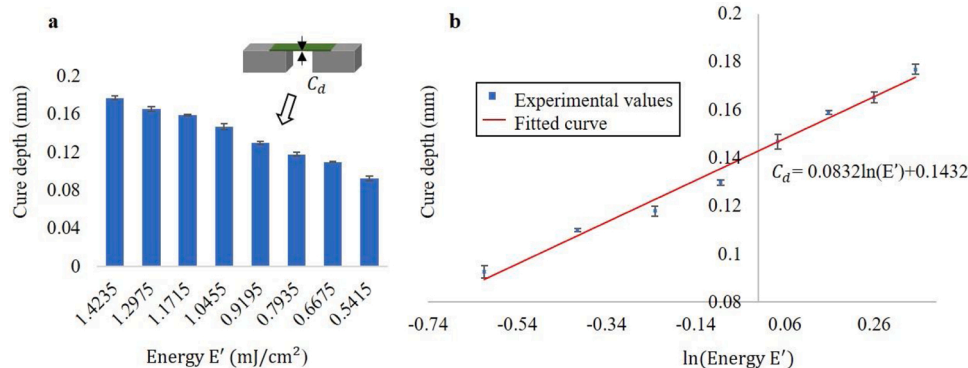 a
C_d
Cure depth (mm)
0.2
0.16
0.12
0.08
0.04
0
1.4235
1.2975
1.1715
1.0455
0.9195
0.7935
0.6675
0.5415
Energy E′ (mJ/cm²)
b
Experimental values
Fitted curve
C_d = 0.0832ln(E’)+0.1432
Cure depth (mm)
0.2
0.18
0.16
0.14
0.12
0.1
0.08
-0.74
-0.54
-0.34
-0.14
0.06
0.26
ln(Energy E′)